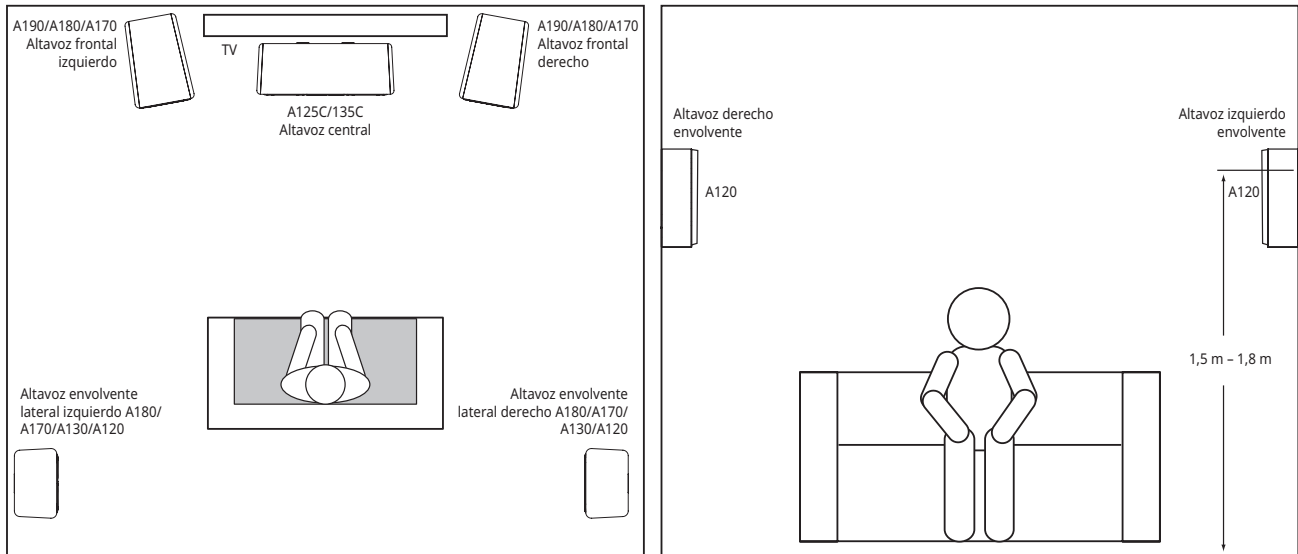 A190/A180/A170
Altavoz frontal
izquierdo
TV
A190/A180/A170
Altavoz frontal
derecho
A125C/135C
Altavoz central
Altavoz envolvente
lateral izquierdo A180/
A170/A130/A120
Altavoz envolvente
lateral derecho A180/A170/
A130/A120
Altavoz derecho
envolvente
A120
Altavoz izquierdo
envolvente
A120
1,5 m – 1,8 m